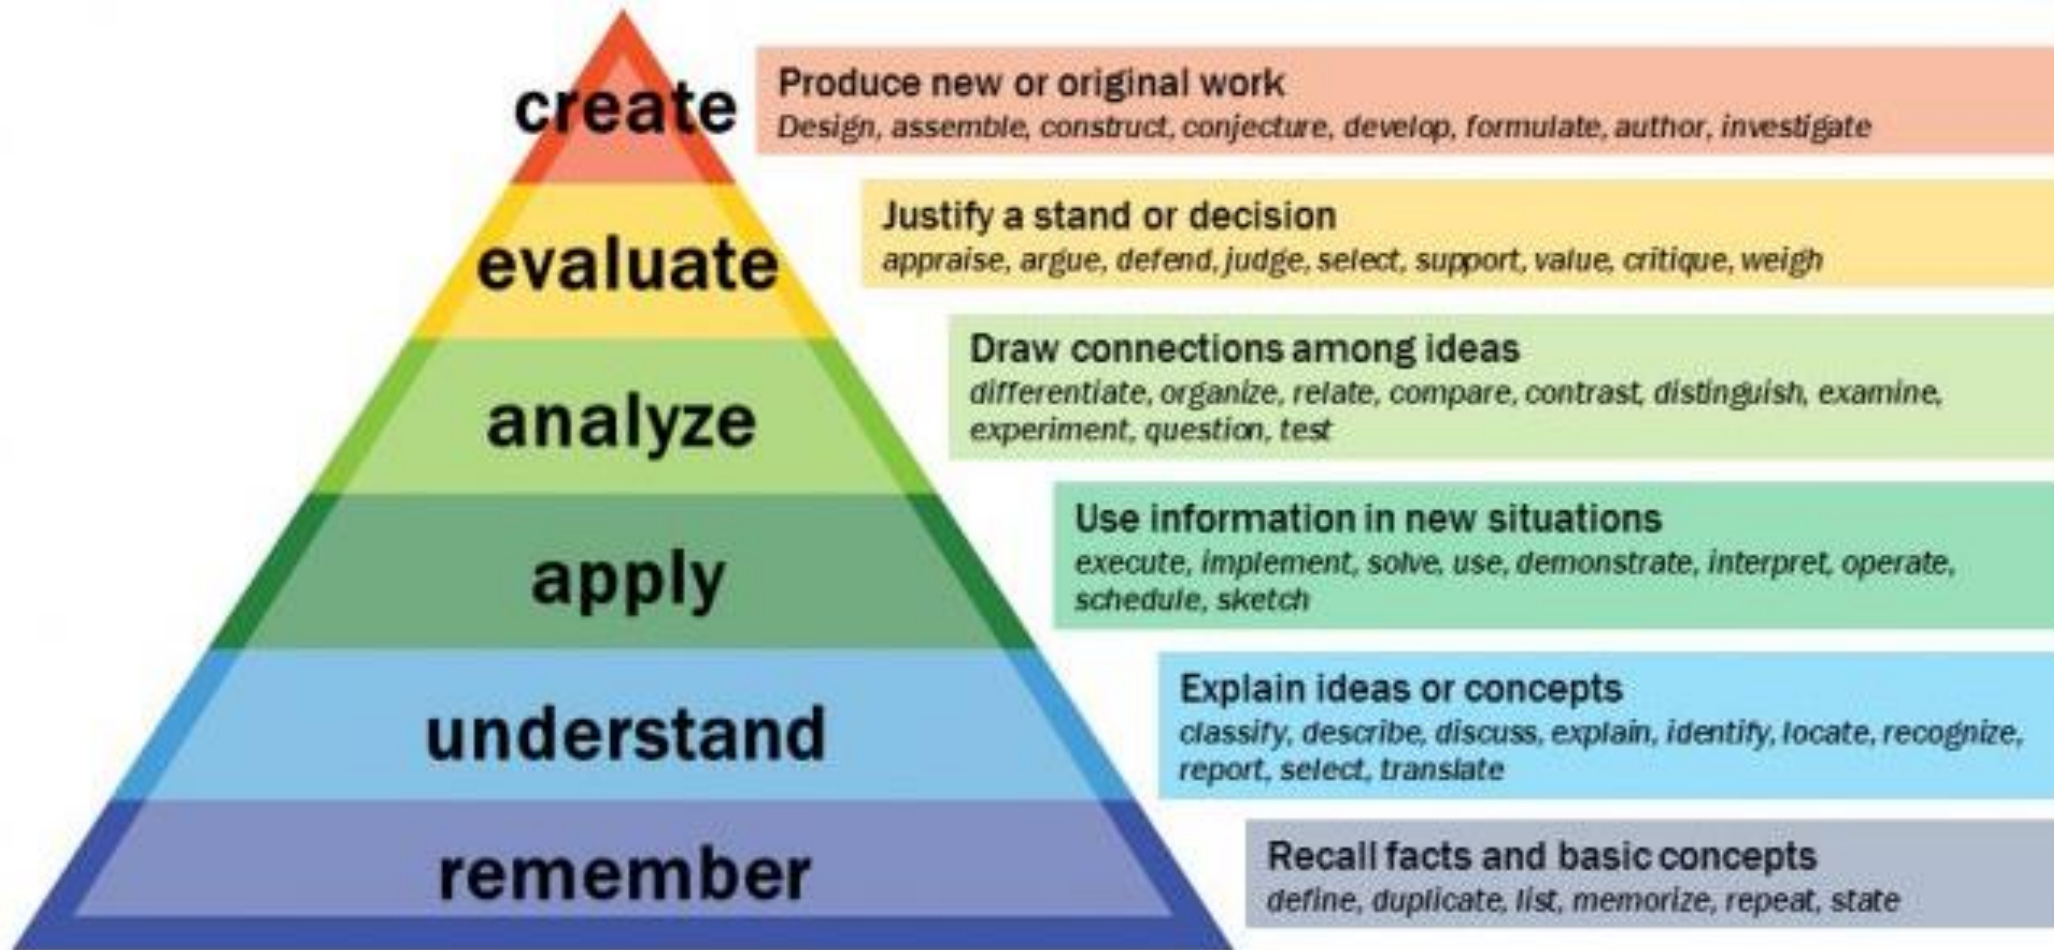 create
Produce new or original work
Design, assemble, construct, conjecture, develop, formulate, author, investigate
evaluate
Justify a stand or decision
appraise, argue, defend, judge, select, support, value, critique, weigh
analyze
Draw connections among ideas
differentiate, organize, relate, compare, contrast, distinguish, examine,
experiment, question, test
apply
Use information in new situations
execute, implement, solve, use, demonstrate, interpret, operate,
schedule, sketch
understand
Explain ideas or concepts
classify, describe, discuss, explain, identify, locate, recognize,
report, select, translate
remember
Recall facts and basic concepts
define, duplicate, list, memorize, repeat, state